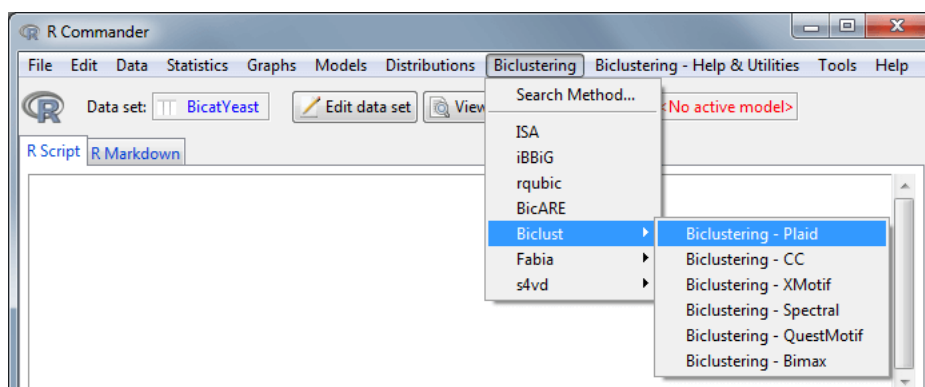 R Commander
File Edit Data Statistics Graphs Models Distributions Biclustering Biclustering - Help & Utilities Tools Help
Data set: BicatYeast Edit data set View <No active model>
R Script R Markdown
Search Method...
ISA
iBBiG
rqubic
BicARE
Biclust
Fabia
s4vd
Biclustering - Plaid
Biclustering - CC
Biclustering - XMotif
Biclustering - Spectral
Biclustering - QuestMotif
Biclustering - Bimax